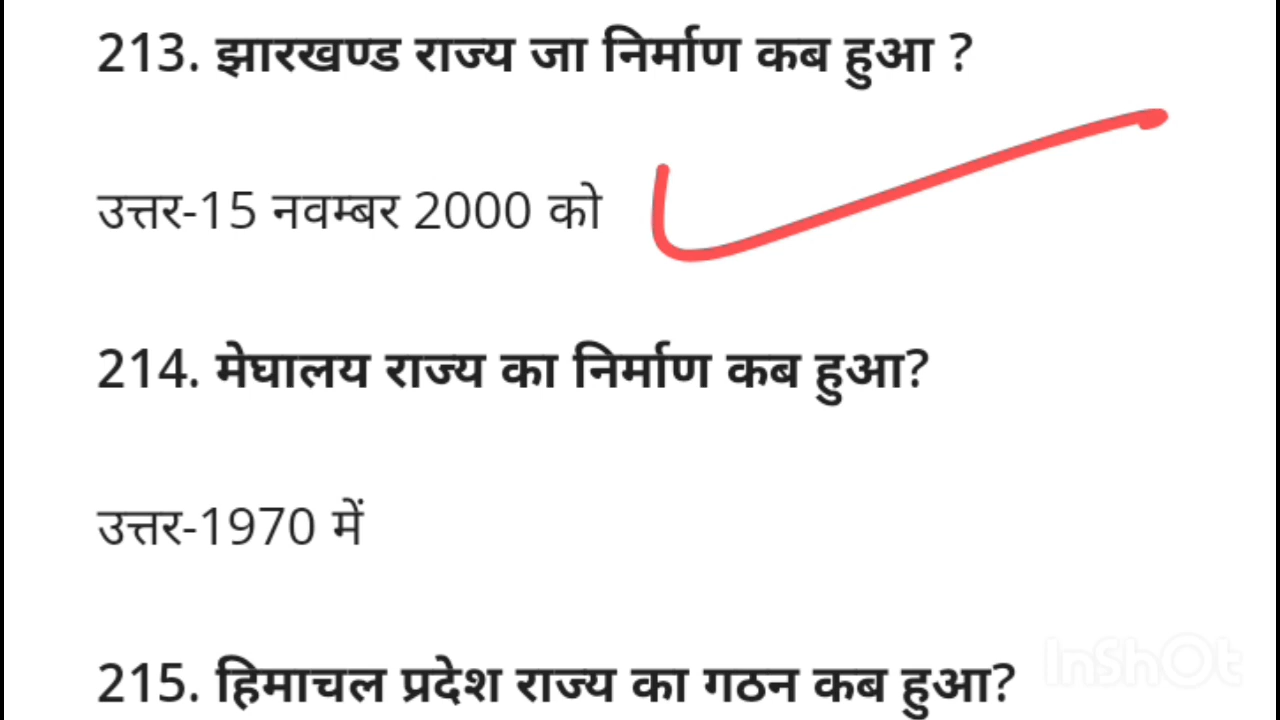 213. झारखण्ड राज्य जा निर्माण कब हुआ ?
उत्तर-15 नवम्बर 2000 को
214. मेघालय राज्य का निर्माण कब हुआ?
उत्तर-1970 में
215. हिमाचल प्रदेश राज्य का गठन कब हुआ?
InShOt